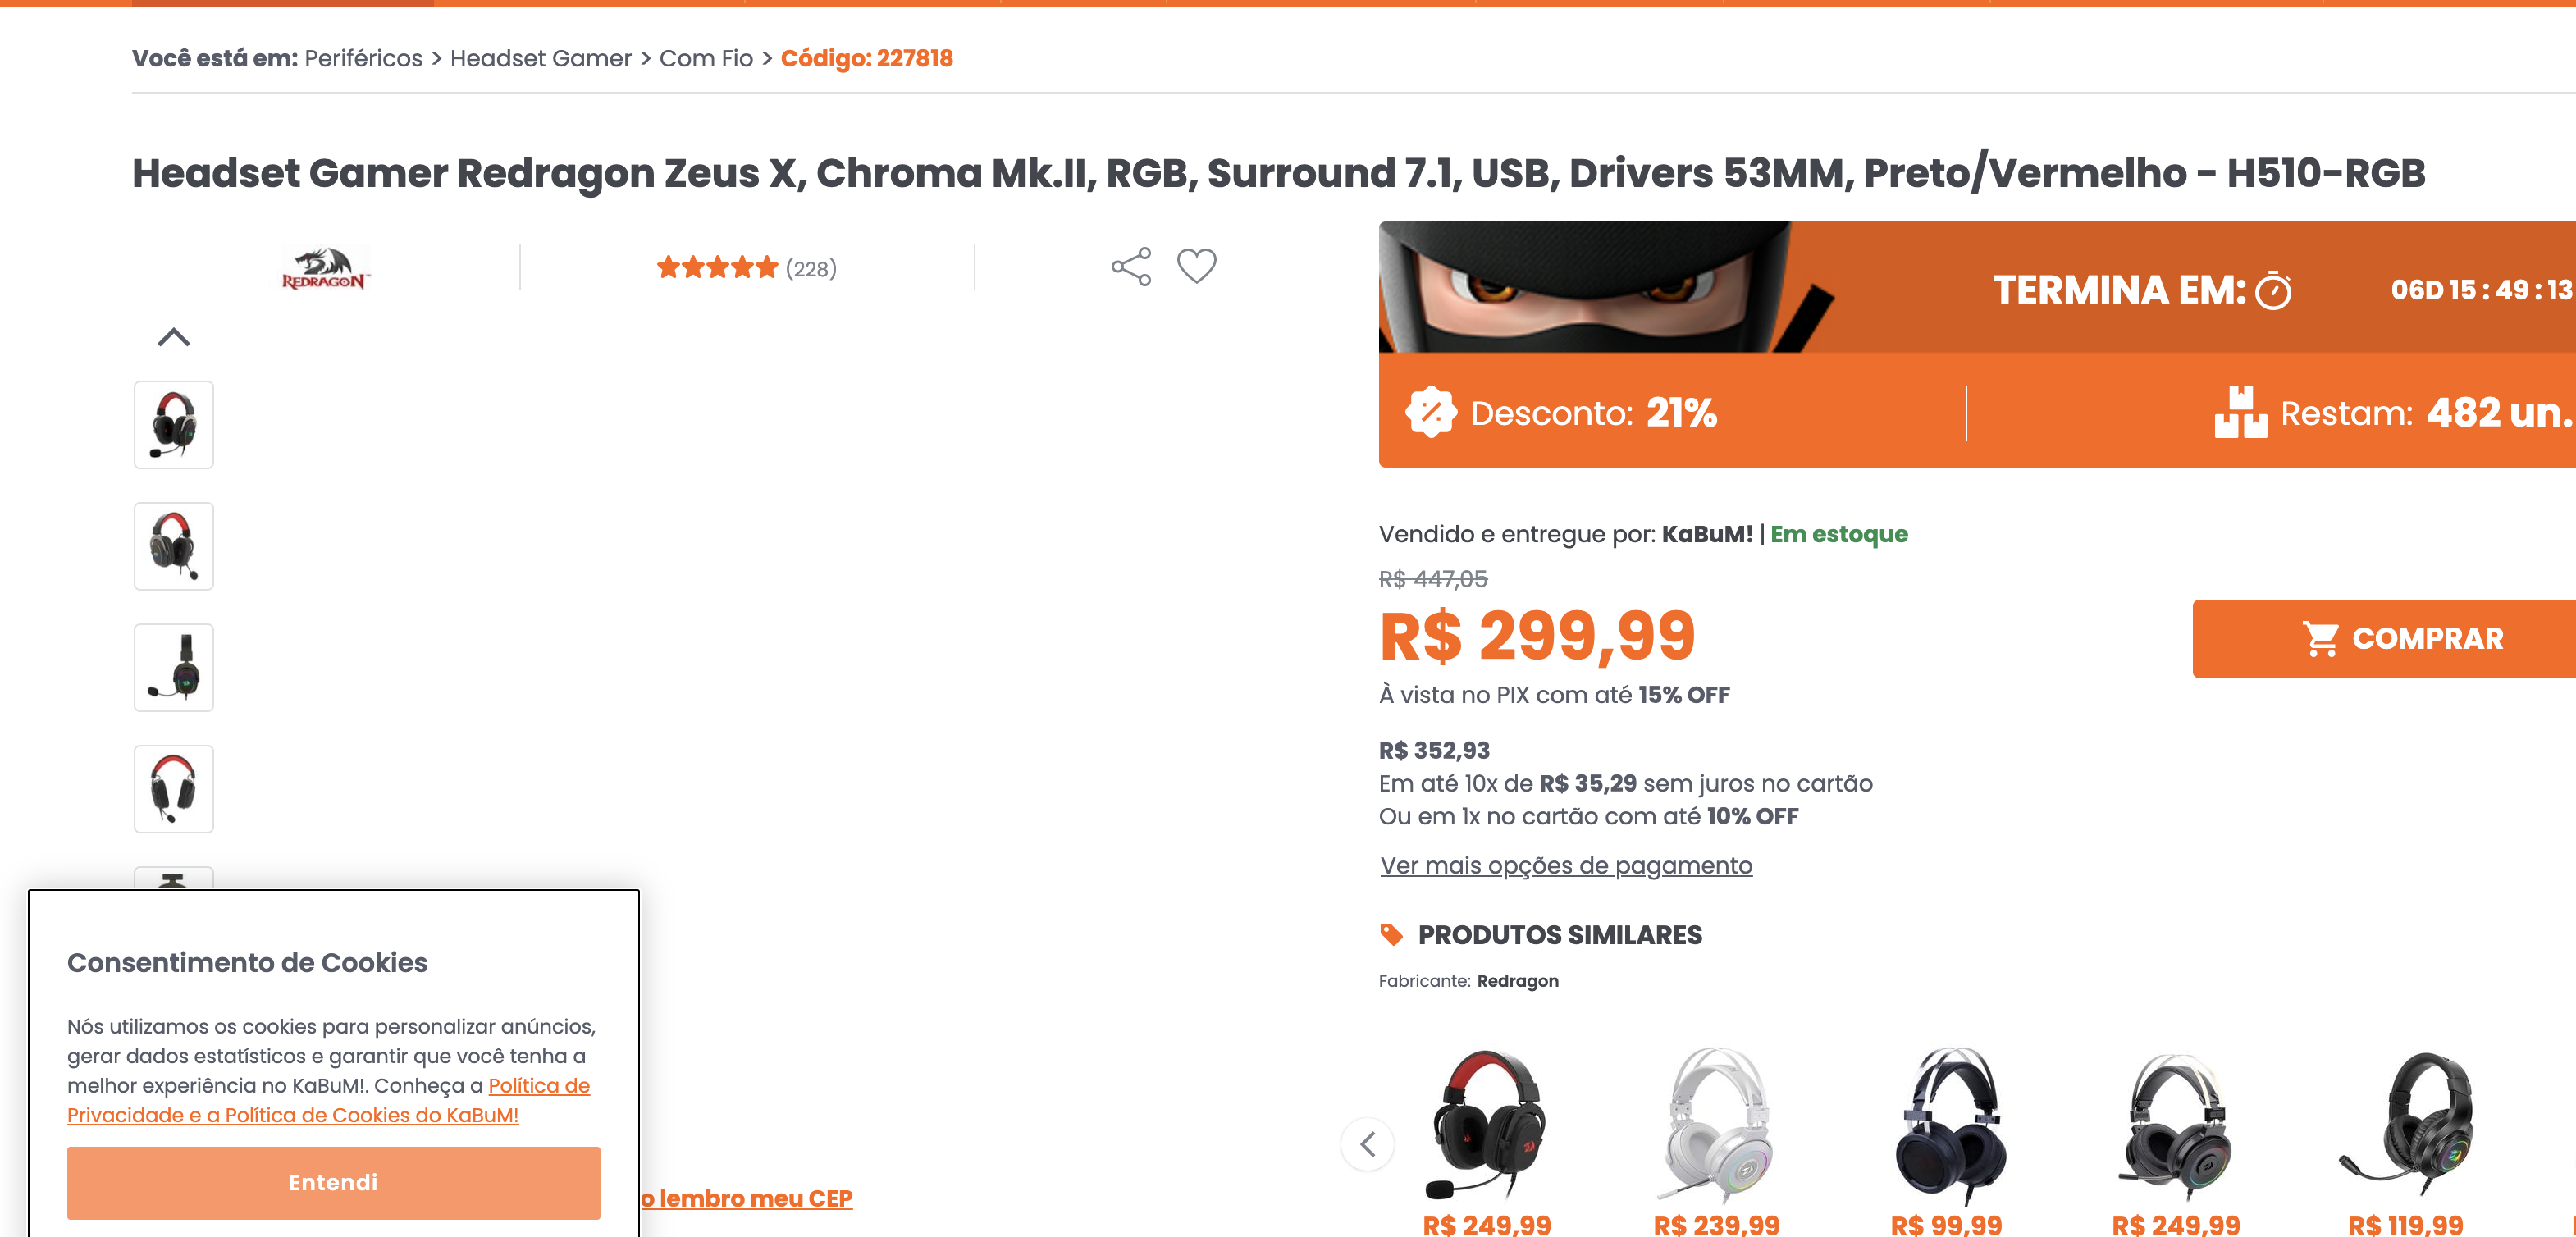 Você está em: Periféricos > Headset Gamer > Com Fio > Código: 227818
Headset Gamer Redragon Zeus X, Chroma Mk.II, RGB, Surround 7.1, USB, Drivers 53MM, Preto/Vermelho - H510-RGB
REDRAGON
(228)
TERMINA EM: 06D 15 : 49 : 13
Desconto: 21%
Restam: 482 un.
Vendido e entregue por: KaBuM! | Em estoque
R$ 447,05
R$ 299,99
COMPRAR
À vista no PIX com até 15% OFF
R$ 352,93
Em até 10x de R$ 35,29 sem juros no cartão
Ou em 1x no cartão com até 10% OFF
Ver mais opções de pagamento
PRODUTOS SIMILARES
Fabricante: Redragon
R$ 249,99
R$ 239,99
R$ 99,99
R$ 249,99
R$ 119,99
Consentimento de Cookies
Nós utilizamos os cookies para personalizar anúncios,
gerar dados estatísticos e garantir que você tenha a
melhor experiência no KaBuM!. Conheça a Política de
Privacidade e a Política de Cookies do KaBuM!
Entendi
o lembro meu CEP